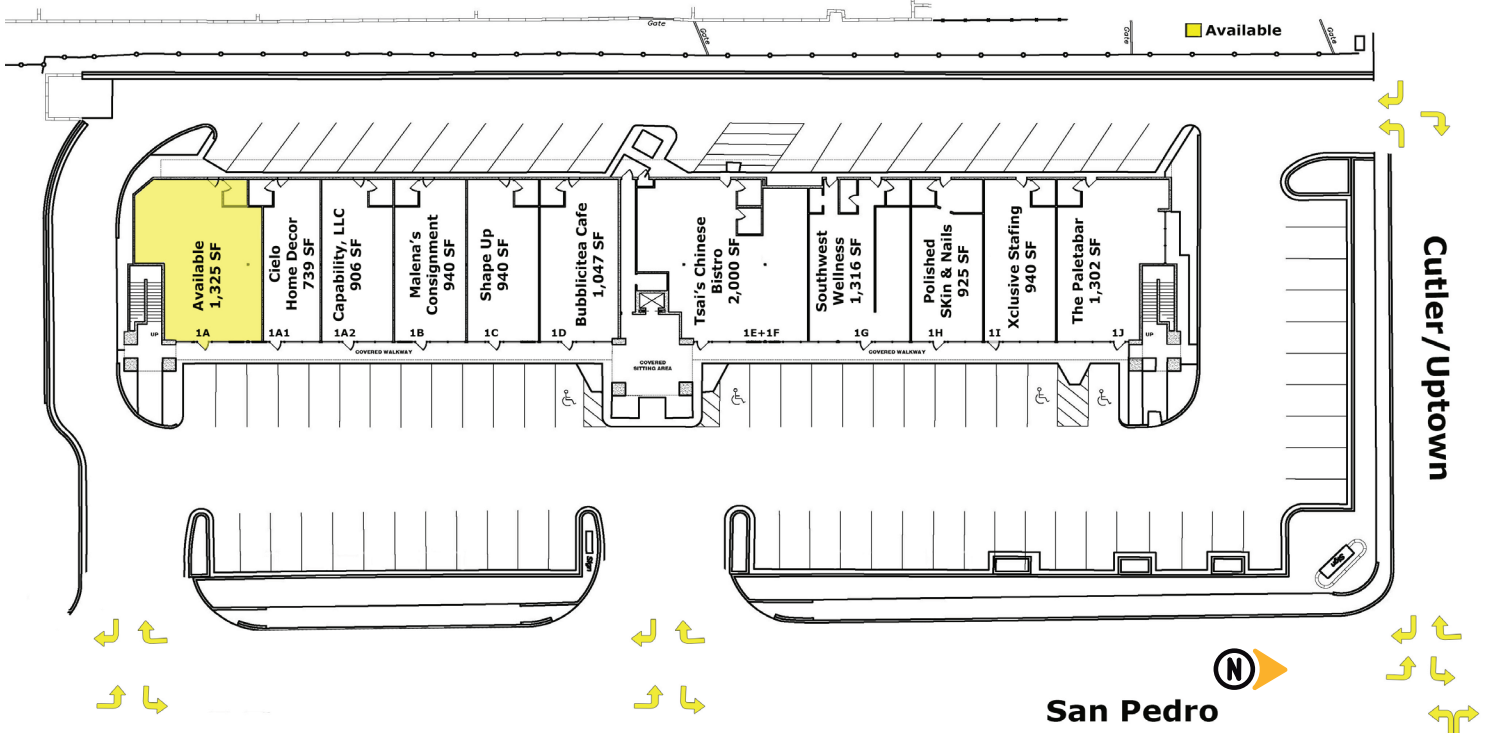 Gate
Gate
Gate
Gate
Available
Available
1,325 SF
Cielo
Home Decor
739 SF
Capability, LLC
906 SF
Malena's
Consignment
940 SF
Shape Up
940 SF
Bubblicitea Cafe
1,047 SF
Tsai's Chinese
Bistro
2,000 SF
Southwest
Wellness
1,316 SF
Polished
SKin & Nails
925 SF
Xclusive Stafing
940 SF
The Paletabar
1,302 SF
UP
1A
1A1
1A2
1B
1C
1D
1E+1F
1G
1H
1I
1J
UP
COVERED WALKWAY
COVERED
SITTING AREA
COVERED WALKWAY
Cutler/Uptown
Sign
Sign
N
San Pedro